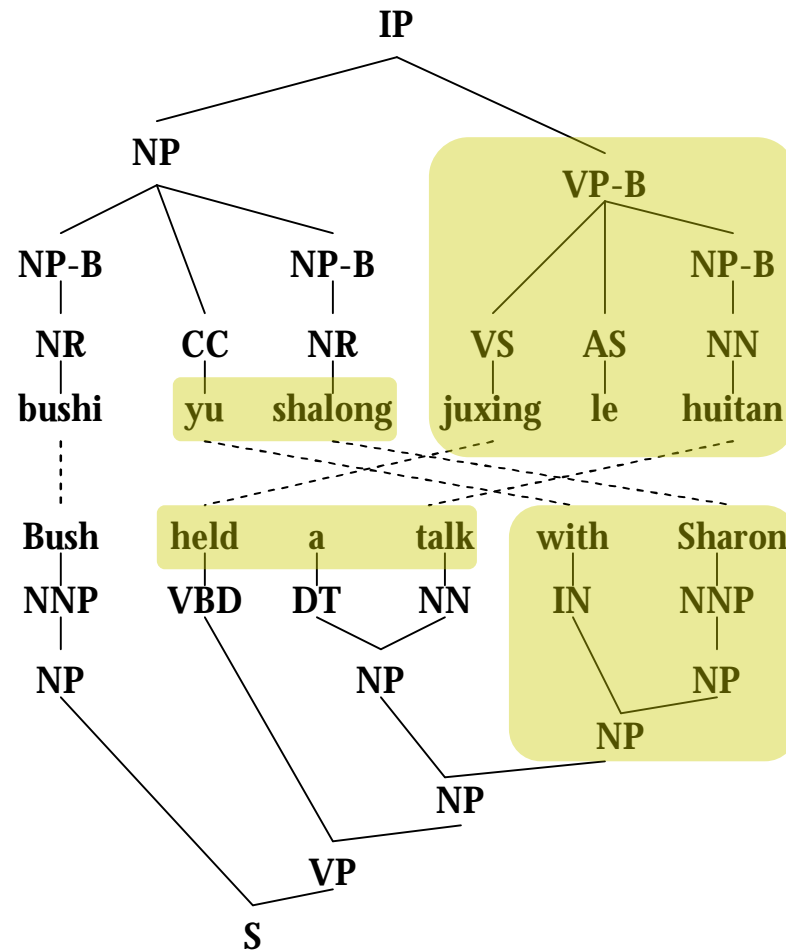 IP
NP
VP-B
NP-B NP-B NP-B
NR CC NR VS AS NN
bushi yu shalong juxing le huitan
Bush held a talk with Sharon
NNP VBD DT NN IN NNP
NP NP NP
NP
NP
VP
S